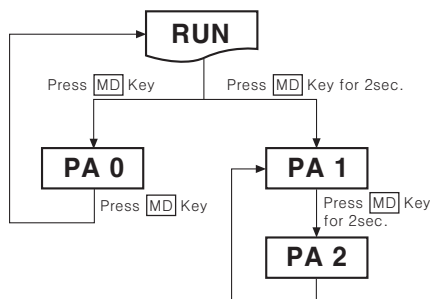 RUN
Press MD Key
Press MD Key for 2sec.
PA 0
PA 1
Press MD Key
Press MD Key
for 2sec.
PA 2